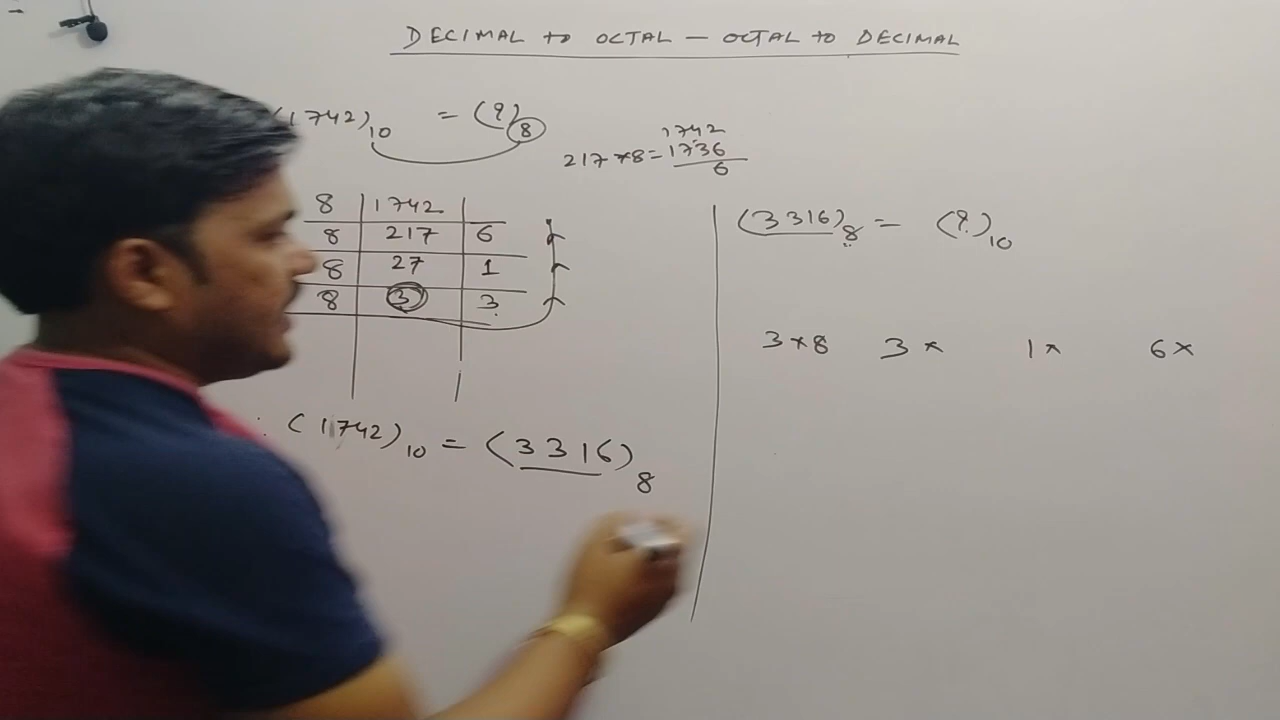 DECIMAL to OCTAL — OCTAL to DECIMAL
(1742)10 = (?)8
1742
217 × 8 = 1736
6
8 1742
8 217 6
8 27 1
8 3 3
∴ (1742)10 = (3316)8
(3316)8 = (?)10
3×8 3× 1× 6×